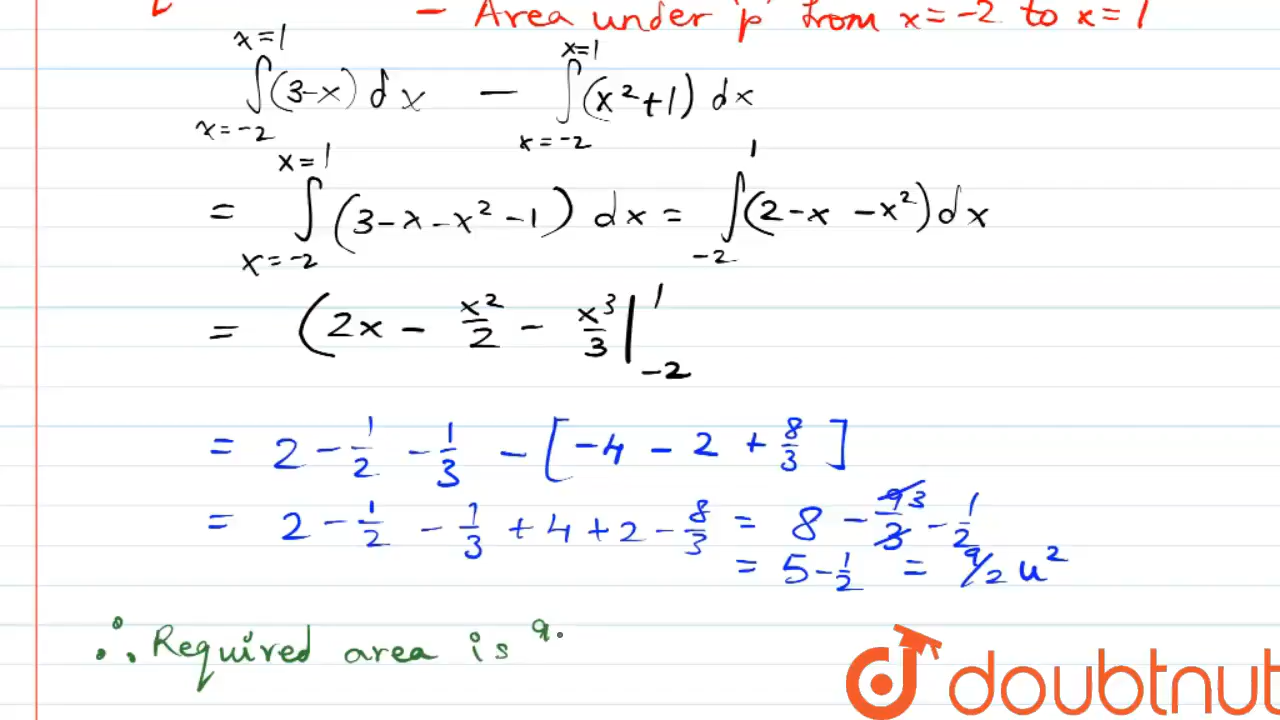 - Area under 'p' from x=-2 to x=1
x=1 x=1
∫(3-x) dx - ∫(x²+1) dx
x=-2 x=-2
x=1 1
= ∫ (3-x-x²-1) dx = ∫(2-x-x²)dx
x=-2 -2
= (2x - x²/2 - x³/3 |₋₂¹
= 2 - 1/2 - 1/3 - [-4 - 2 + 8/3]
= 2 - 1/2 - 1/3 + 4 + 2 - 8/3 = 8 - 9/3 3 - 1/2
= 5 - 1/2 = 9/2 u²
∴ Required area is 9
doubtnut